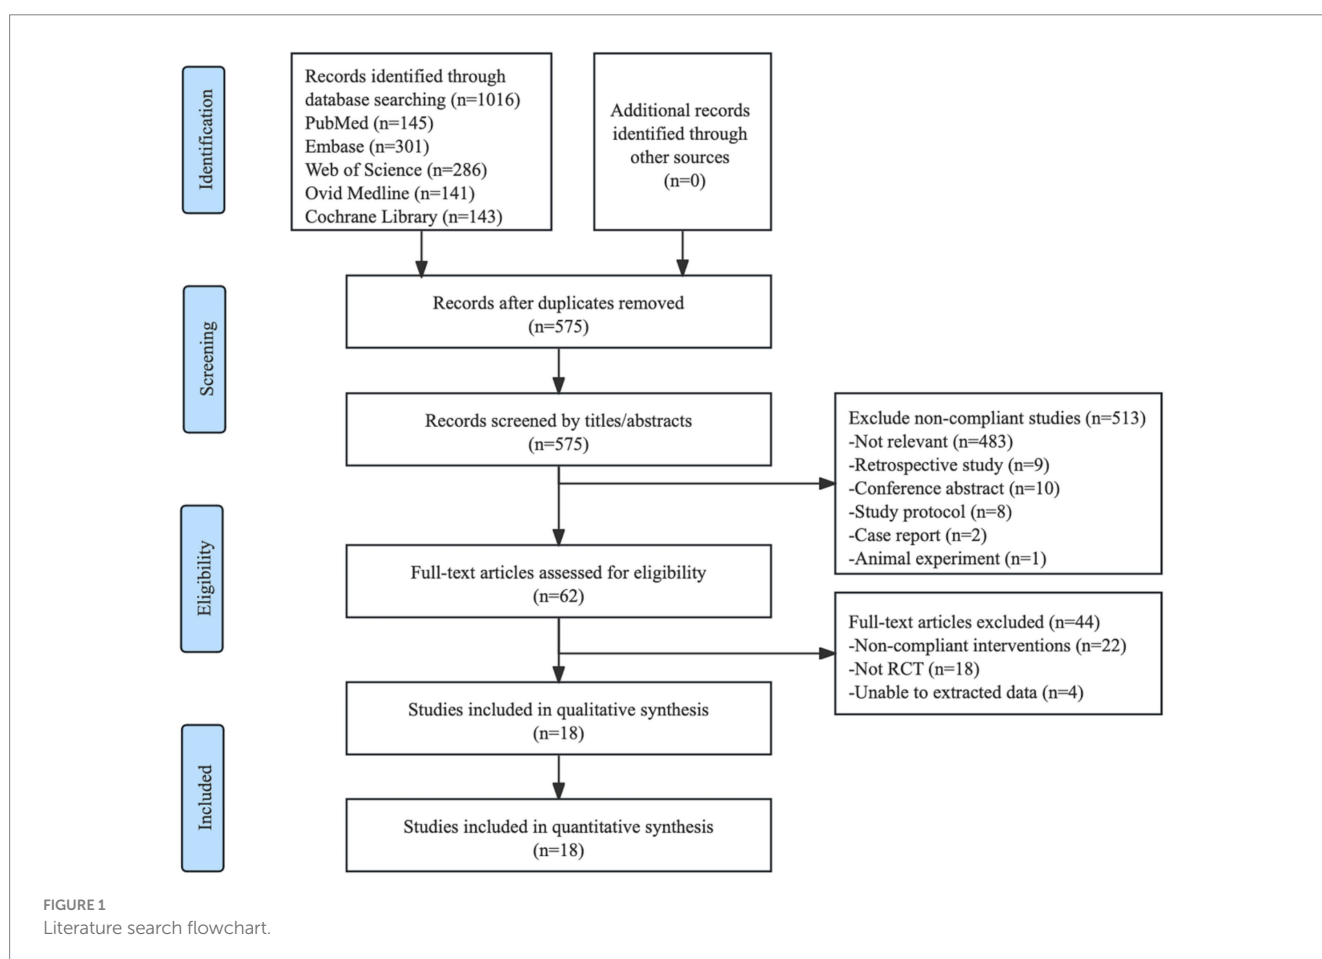 Identification
Records identified through
database searching (n=1016)
PubMed (n=145)
Embase (n=301)
Web of Science (n=286)
Ovid Medline (n=141)
Cochrane Library (n=143)
Additional records
identified through
other sources
(n=0)
Screening
Records after duplicates removed
(n=575)
Records screened by titles/abstracts
(n=575)
Exclude non-compliant studies (n=513)
-Not relevant (n=483)
-Retrospective study (n=9)
-Conference abstract (n=10)
-Study protocol (n=8)
-Case report (n=2)
-Animal experiment (n=1)
Eligibility
Full-text articles assessed for eligibility
(n=62)
Full-text articles excluded (n=44)
-Non-compliant interventions (n=22)
-Not RCT (n=18)
-Unable to extracted data (n=4)
Studies included in qualitative synthesis
(n=18)
Included
Studies included in quantitative synthesis
(n=18)
FIGURE 1
Literature search flowchart.